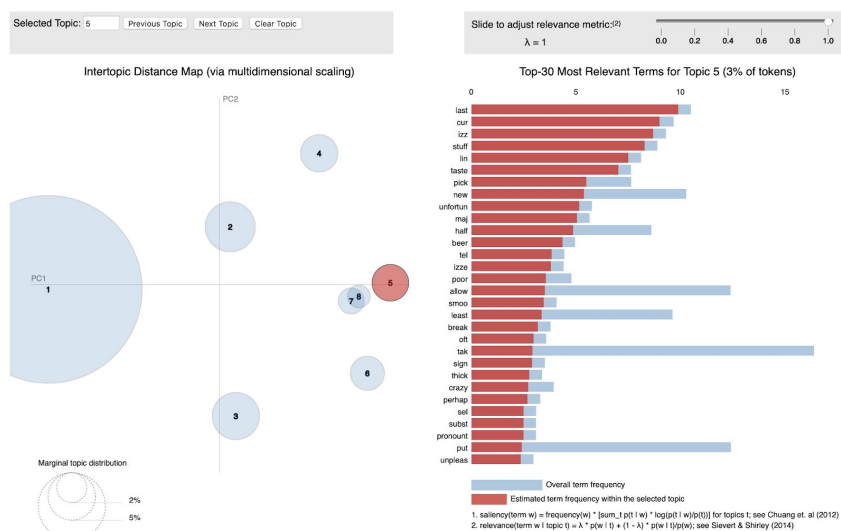 Selected Topic: 5 Previous Topic Next Topic Clear Topic
Slide to adjust relevance metric:(2)
λ = 1
0.0 0.2 0.4 0.6 0.8 1.0
Intertopic Distance Map (via multidimensional scaling)
PC2
PC1
4
2
1
5
7
8
6
3
Marginal topic distribution
2%
5%
Top-30 Most Relevant Terms for Topic 5 (3% of tokens)
0 5 10 15
last
cur
izz
stuff
lin
taste
pick
new
unfortun
maj
half
beer
tel
izze
poor
allow
smoo
least
break
oft
tak
sign
thick
crazy
perhap
sel
subst
pronount
put
unpleas
Overall term frequency
Estimated term frequency within the selected topic
1. saliency(term w) = frequency(w) * [sum_t p(t | w) * log(p(t | w)/p(t))] for topics t; see Chuang et. al (2012)
2. relevance(term w | topic t) = λ * p(w | t) + (1 - λ) * p(w | t)/p(w); see Sievert & Shirley (2014)